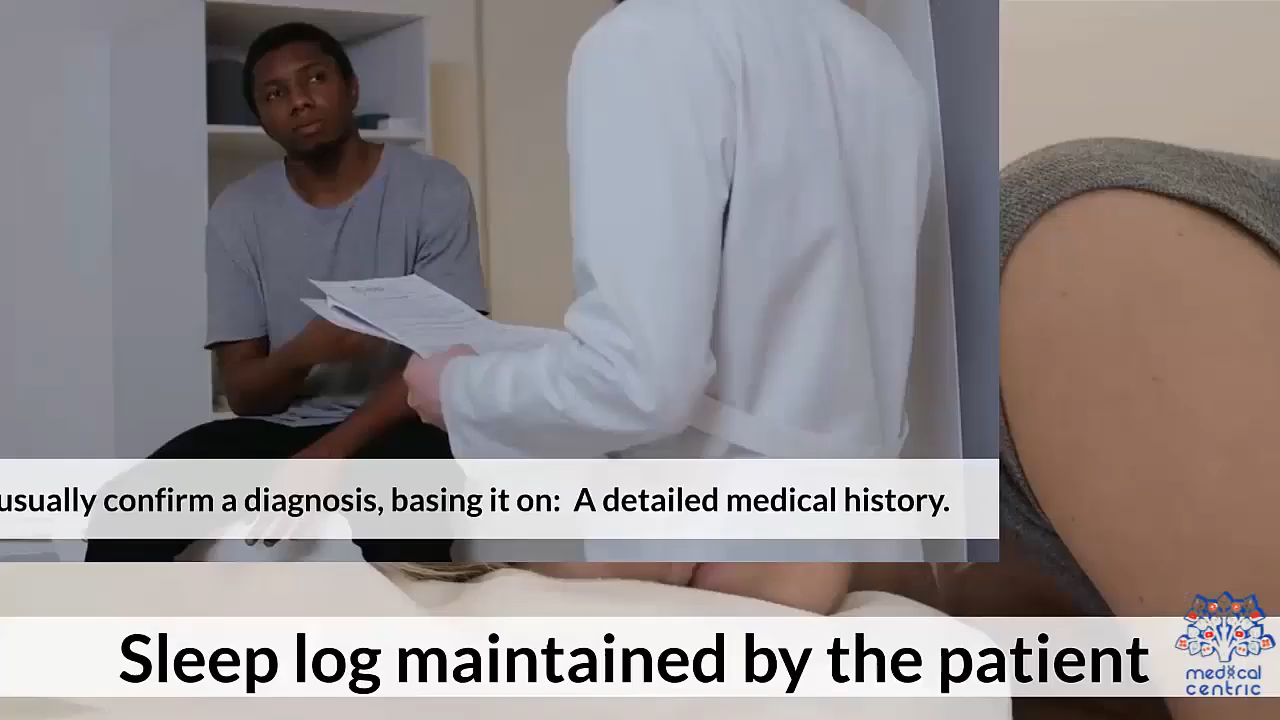 usually confirm a diagnosis, basing it on:  A detailed medical history.
Sleep log maintained by the patient
medical
centric